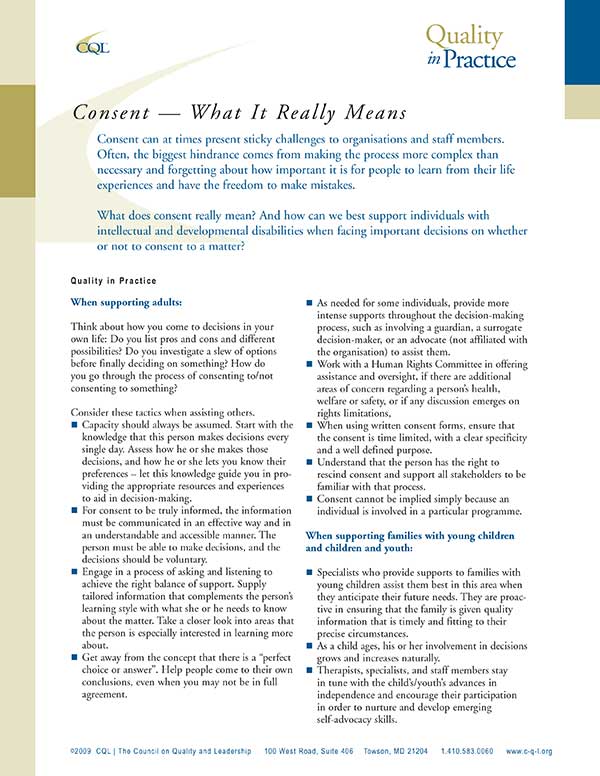 CQL
Quality
in Practice
Consent — What It Really Means
Consent can at times present sticky challenges to organisations and staff members.
Often, the biggest hindrance comes from making the process more complex than
necessary and forgetting about how important it is for people to learn from their life
experiences and have the freedom to make mistakes.
What does consent really mean? And how can we best support individuals with
intellectual and developmental disabilities when facing important decisions on whether
or not to consent to a matter?
Quality in Practice
When supporting adults:
Think about how you come to decisions in your
own life: Do you list pros and cons and different
possibilities? Do you investigate a slew of options
before finally deciding on something? How do
you go through the process of consenting to/not
consenting to something?
Consider these tactics when assisting others.
■ Capacity should always be assumed. Start with the
knowledge that this person makes decisions every
single day. Assess how he or she makes those
decisions, and how he or she lets you know their
preferences – let this knowledge guide you in pro-
viding the appropriate resources and experiences
to aid in decision-making.
■ For consent to be truly informed, the information
must be communicated in an effective way and in
an understandable and accessible manner. The
person must be able to make decisions, and the
decisions should be voluntary.
■ Engage in a process of asking and listening to
achieve the right balance of support. Supply
tailored information that complements the person's
learning style with what she or he needs to know
about the matter. Take a closer look into areas that
the person is especially interested in learning more
about.
■ Get away from the concept that there is a "perfect
choice or answer". Help people come to their own
conclusions, even when you may not be in full
agreement.
■ As needed for some individuals, provide more
intense supports throughout the decision-making
process, such as involving a guardian, a surrogate
decision-maker, or an advocate (not affiliated with
the organisation) to assist them.
■ Work with a Human Rights Committee in offering
assistance and oversight, if there are additional
areas of concern regarding a person's health,
welfare or safety, or if any discussion emerges on
rights limitations,
■ When using written consent forms, ensure that
the consent is time limited, with a clear specificity
and a well defined purpose.
■ Understand that the person has the right to
rescind consent and support all stakeholders to be
familiar with that process.
■ Consent cannot be implied simply because an
individual is involved in a particular programme.
When supporting families with young children
and children and youth:
■ Specialists who provide supports to families with
young children assist them best in this area when
they anticipate their future needs. They are proac-
tive in ensuring that the family is given quality
information that is timely and fitting to their
precise circumstances.
■ As a child ages, his or her involvement in decisions
grows and increases naturally.
■ Therapists, specialists, and staff members stay
in tune with the child's/youth's advances in
independence and encourage their participation
in order to nurture and develop emerging
self-advocacy skills.
©2009 CQL | The Council on Quality and Leadership 100 West Road, Suite 406 Towson, MD 21204 1.410.583.0060 www.c-q-l.org